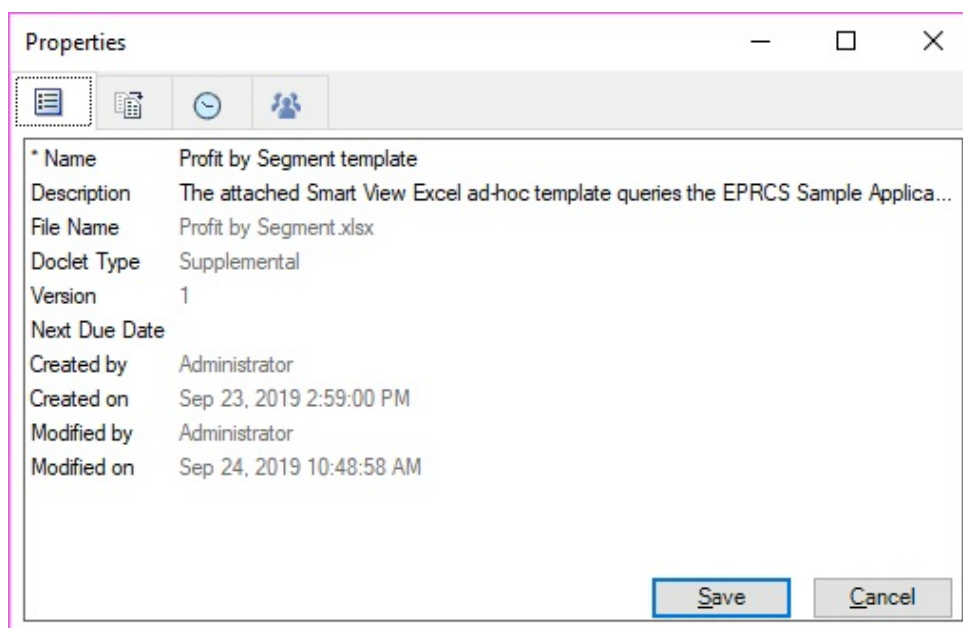 Properties
* Name Profit by Segment template
Description The attached Smart View Excel ad-hoc template queries the EPRCS Sample Applica...
File Name Profit by Segment.xlsx
Doclet Type Supplemental
Version 1
Next Due Date
Created by Administrator
Created on Sep 23, 2019 2:59:00 PM
Modified by Administrator
Modified on Sep 24, 2019 10:48:58 AM
Save Cancel